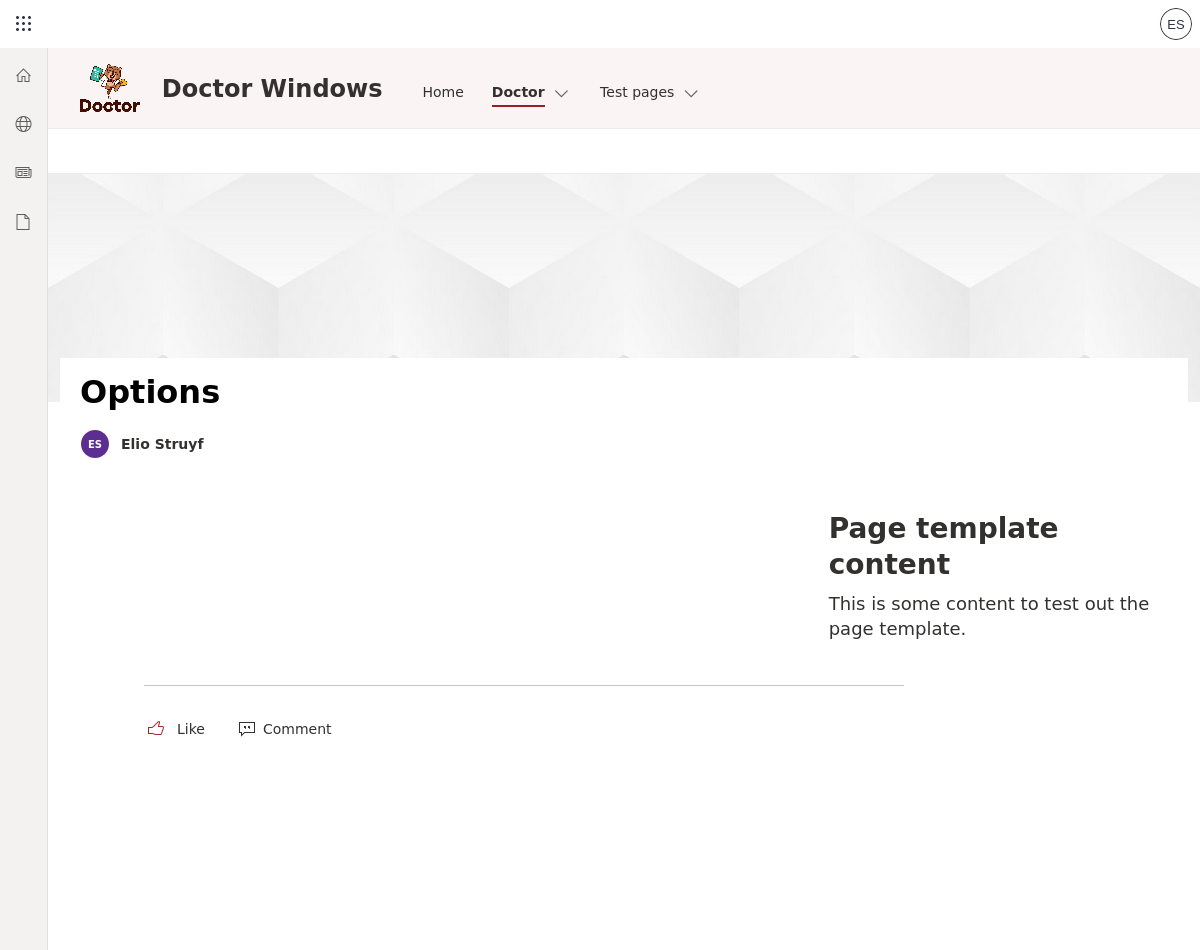 ES
Doctor
Doctor Windows
Home
Doctor
Test pages
Options
ES
Elio Struyf
Page template
content
This is some content to test out the
page template.
Like
Comment